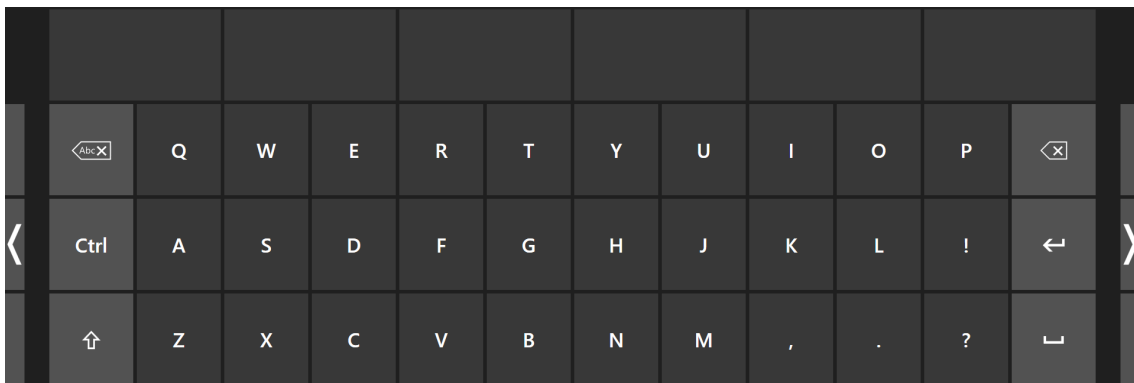 Abc Q W E R T Y U I O P
Ctrl A S D F G H J K L !
Z X C V B N M , . ?